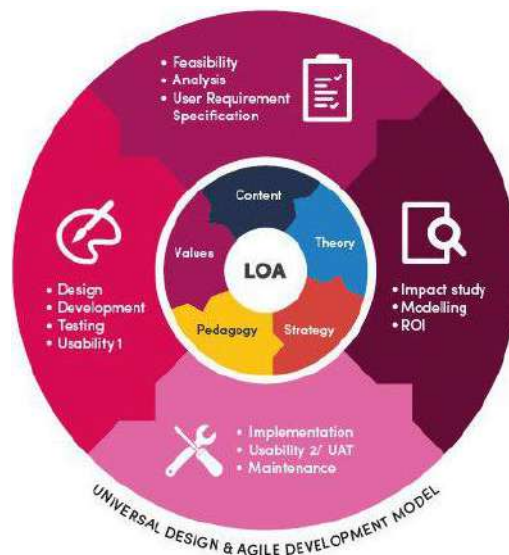 • Feasibility
• Analysis
• User Requirement
Specification
Content
Theory
Values
LOA
Pedagogy
Strategy
• Design
• Development
• Testing
• Usability 1
• Impact study
• Modelling
• ROI
• Implementation
• Usability 2/ UAT
• Maintenance
UNIVERSAL DESIGN & AGILE DEVELOPMENT MODEL